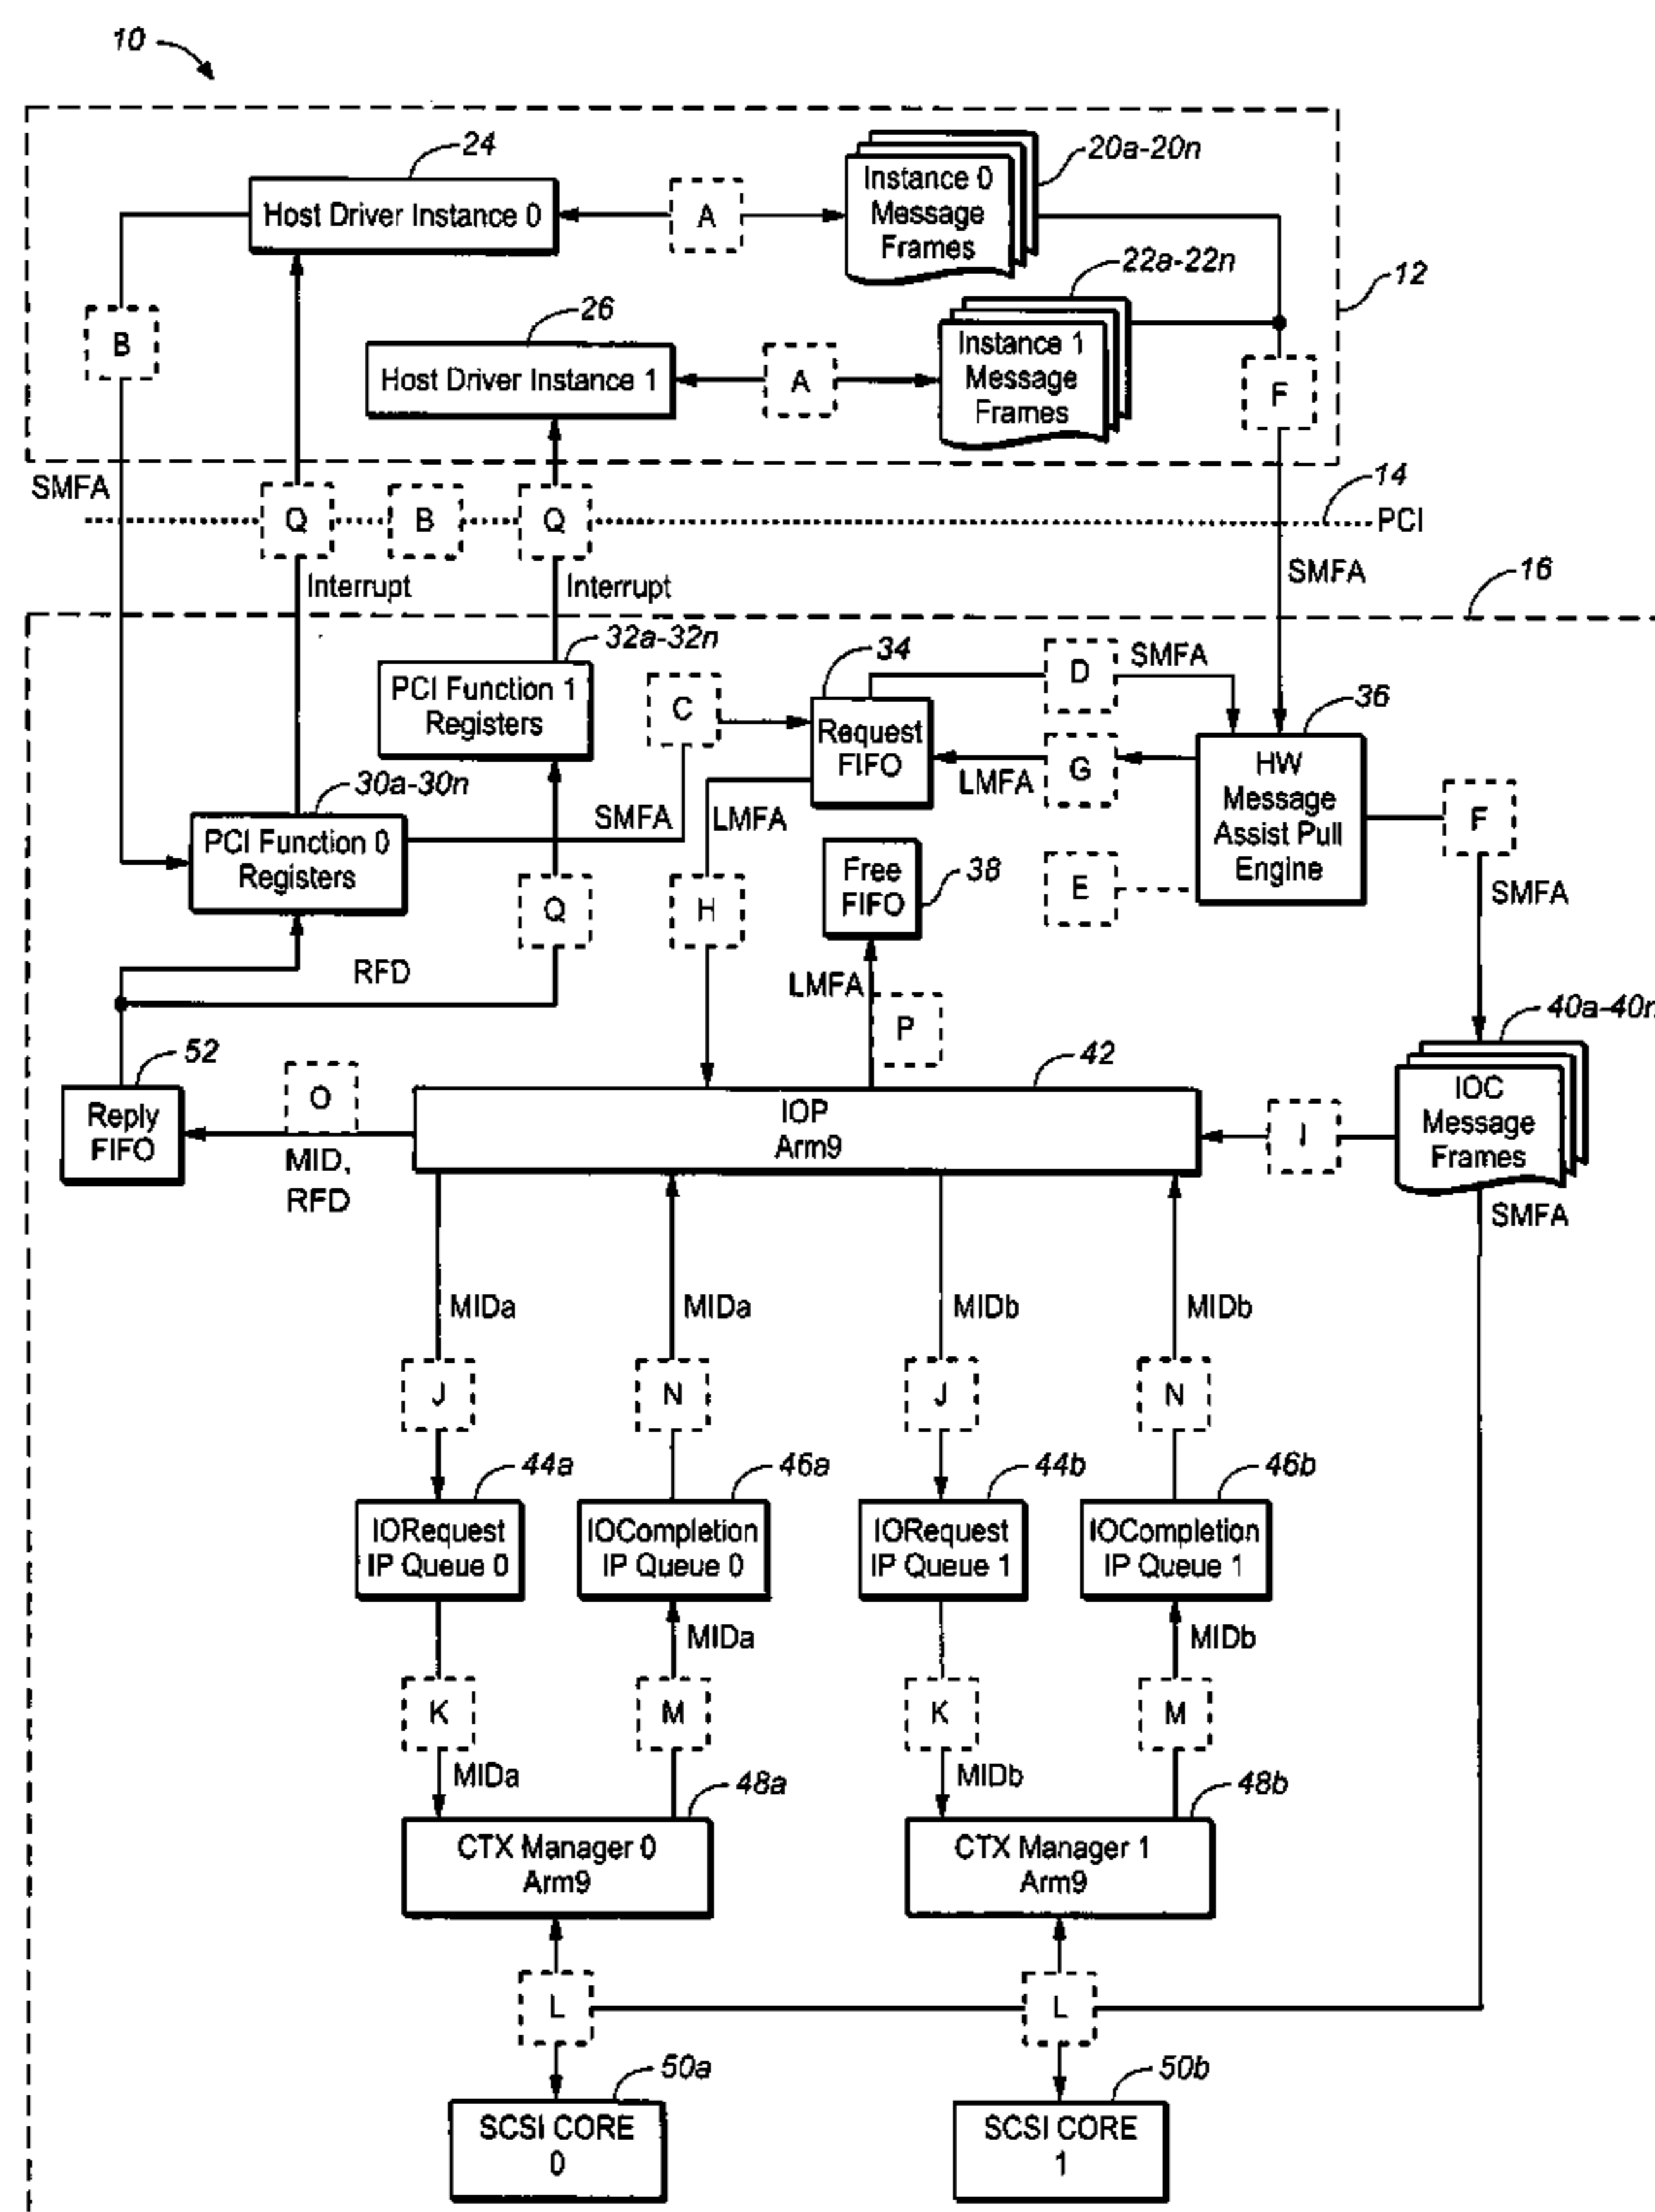 10
24
20a-20n
Host Driver Instance 0
A
Instance 0
Message
Frames
22a-22n
12
B
26
Host Driver Instance 1
A
Instance 1
Message
Frames
F
SMFA
14
Q
B
Q
PCI
Interrupt
Interrupt
SMFA
16
32a-32n
34
D
SMFA
PCI Function 1
Registers
C
36
Request
FIFO
G
LMFA
HW
Message
Assist Pull
Engine
30a-30n
SMFA
LMFA
F
PCI Function 0
Registers
Free
FIFO
38
E
SMFA
Q
H
RFD
LMFA
P
40a-40n
52
O
42
Reply
FIFO
IOP
Arm9
I
IOC
Message
Frames
MID,
RFD
SMFA
MIDa
MIDa
MIDb
MIDb
J
N
J
N
44a
46a
44b
46b
IORequest
IP Queue 0
IOCompletion
IP Queue 0
IORequest
IP Queue 1
IOCompletion
IP Queue 1
MIDa
MIDb
K
M
K
M
MIDa
48a
MIDb
48b
CTX Manager 0
Arm9
CTX Manager 1
Arm9
L
L
50a
50b
SCSI CORE
0
SCSI CORE
1